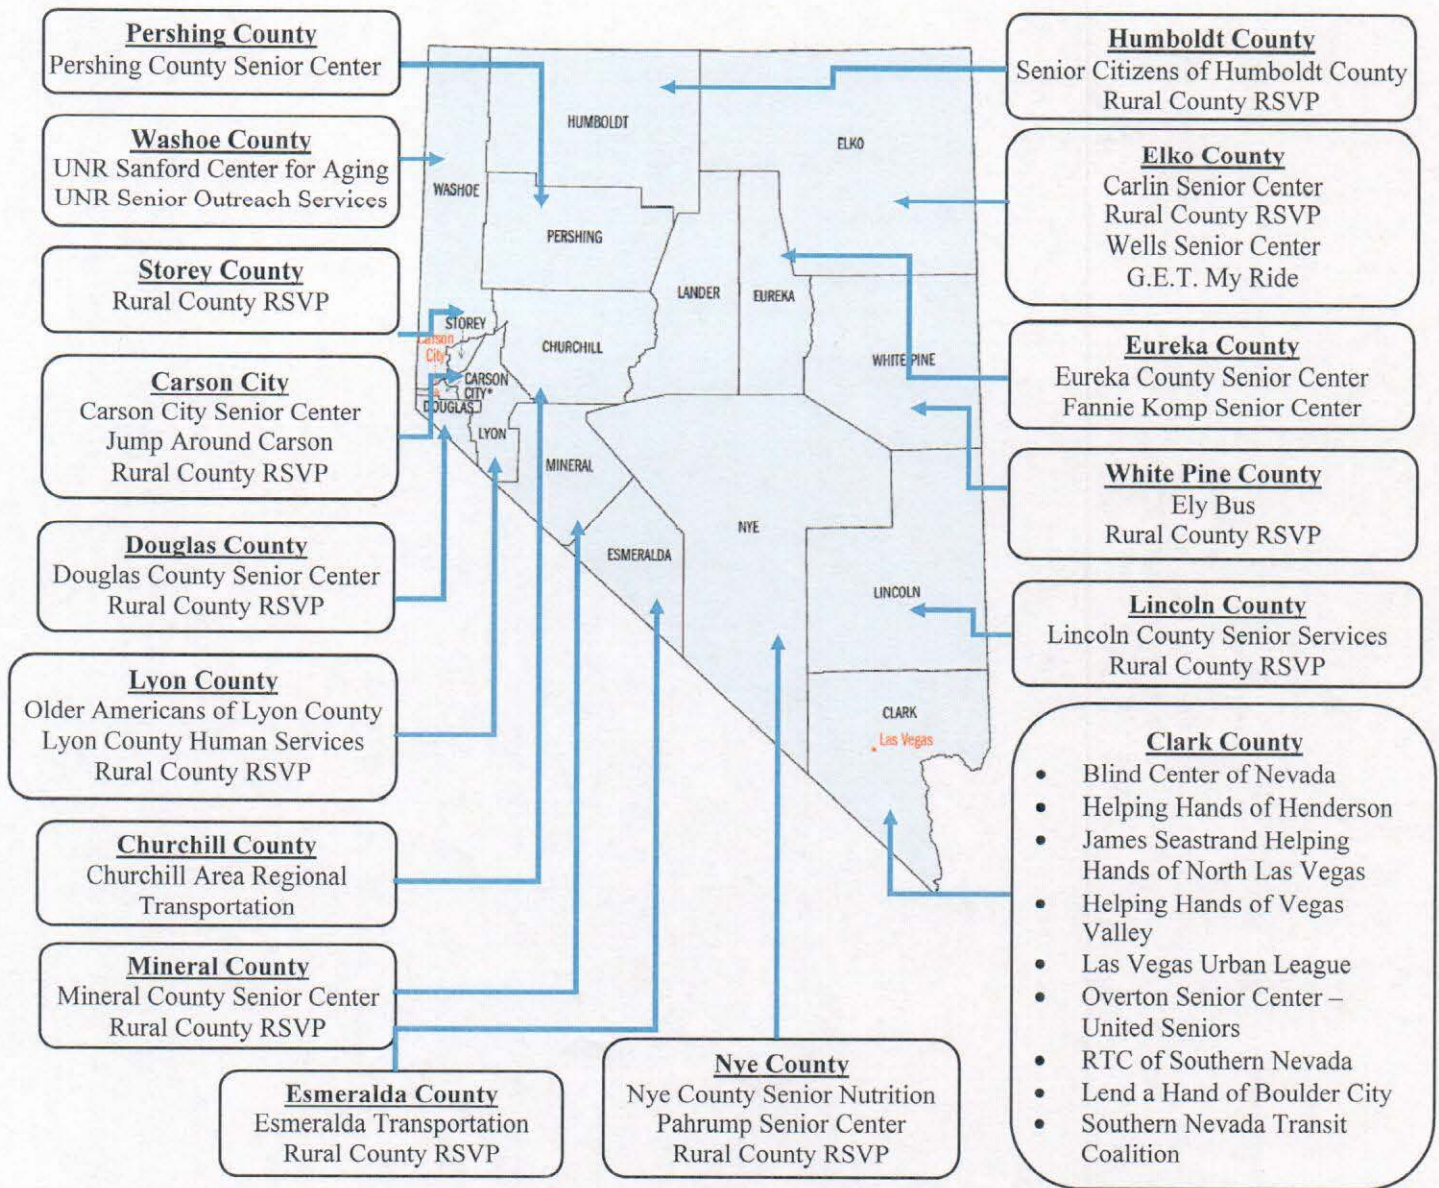 Pershing County
Pershing County Senior Center
Washoe County
UNR Sanford Center for Aging
UNR Senior Outreach Services
Storey County
Rural County RSVP
Carson City
Carson City Senior Center
Jump Around Carson
Rural County RSVP
Douglas County
Douglas County Senior Center
Rural County RSVP
Lyon County
Older Americans of Lyon County
Lyon County Human Services
Rural County RSVP
Churchill County
Churchill Area Regional
Transportation
Mineral County
Mineral County Senior Center
Rural County RSVP
Esmeralda County
Esmeralda Transportation
Rural County RSVP
Nye County
Nye County Senior Nutrition
Pahrump Senior Center
Rural County RSVP
HUMBOLDT
ELKO
WASHOE
PERSHING
LANDER
EUREKA
STOREY
Carson
City
CHURCHILL
WHITE PINE
CARSON
CITY*
DOUGLAS
LYON
MINERAL
NYE
ESMERALDA
LINCOLN
CLARK
Las Vegas
Humboldt County
Senior Citizens of Humboldt County
Rural County RSVP
Elko County
Carlin Senior Center
Rural County RSVP
Wells Senior Center
G.E.T. My Ride
Eureka County
Eureka County Senior Center
Fannie Komp Senior Center
White Pine County
Ely Bus
Rural County RSVP
Lincoln County
Lincoln County Senior Services
Rural County RSVP
Clark County
• Blind Center of Nevada
• Helping Hands of Henderson
• James Seastrand Helping
Hands of North Las Vegas
• Helping Hands of Vegas
Valley
• Las Vegas Urban League
• Overton Senior Center –
United Seniors
• RTC of Southern Nevada
• Lend a Hand of Boulder City
• Southern Nevada Transit
Coalition